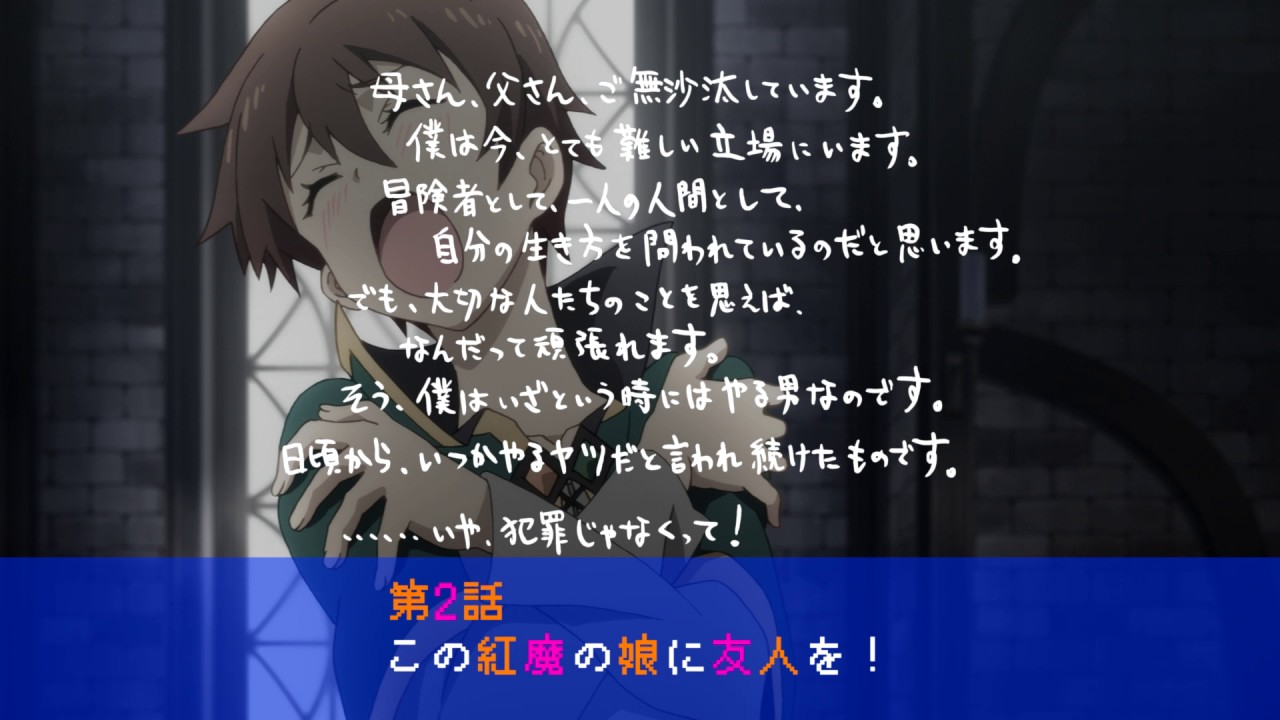 母さん、父さん、ご無沙汰しています。
僕は今、とても難しい立場にいます。
冒険者として、一人の人間として、
自分の生き方を問われているのだと思います。
でも、大切な人たちのことを思えば、
なんだって頑張れます。
そう、僕はいざという時にはやる男なのです。
日頃から、いつかやるヤツだと言われ続けたものです。
……いや、犯罪じゃなくって！
第2話
この紅魔の娘に友人を！